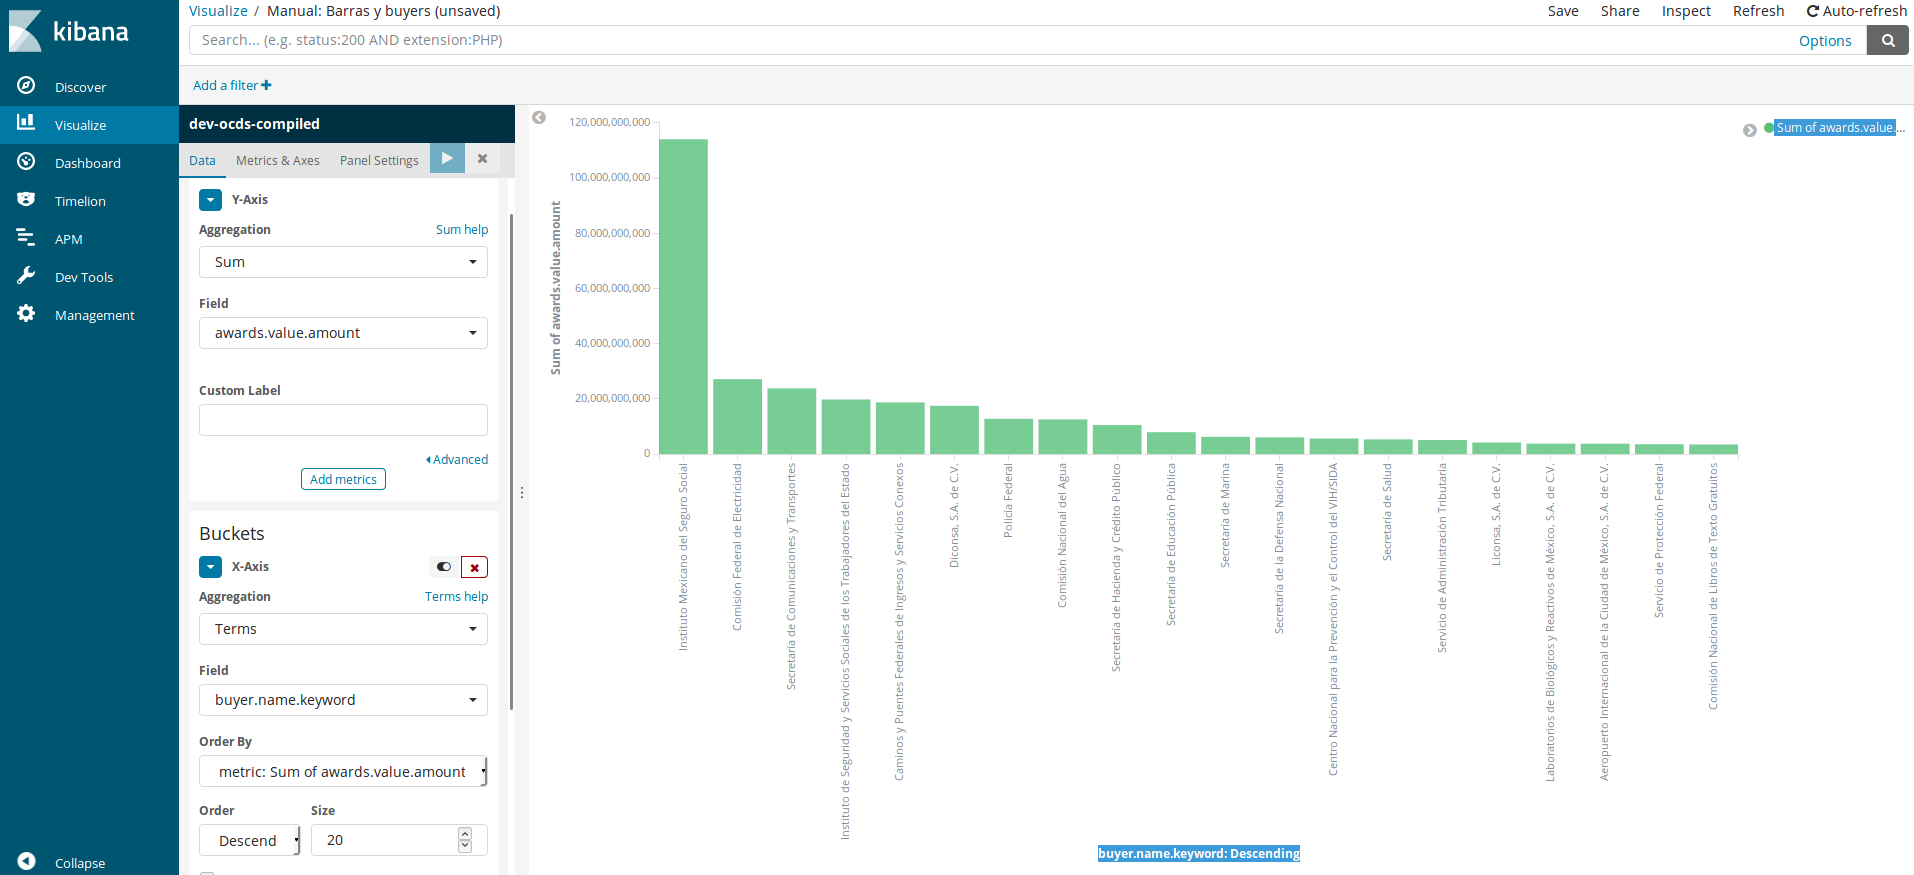 kibana
Discover
Visualize
Dashboard
Timelion
APM
Dev Tools
Management
Collapse
Visualize / Manual: Barras y buyers (unsaved)
Save Share Inspect Refresh Auto-refresh
Search... (e.g. status:200 AND extension:PHP)
Options
Add a filter
dev-ocds-compiled
Data Metrics & Axes Panel Settings
Y-Axis
Aggregation Sum help
Sum
Field
awards.value.amount
Custom Label
Advanced
Add metrics
Buckets
X-Axis
Aggregation Terms help
Terms
Field
buyer.name.keyword
Order By
metric: Sum of awards.value.amount
Order Size
Descend 20
Sum of awards.value.amount
120,000,000,000
100,000,000,000
80,000,000,000
60,000,000,000
40,000,000,000
20,000,000,000
0
Instituto Mexicano del Seguro Social
Comisión Federal de Electricidad
Secretaría de Comunicaciones y Transportes
Instituto de Seguridad y Servicios Sociales de los Trabajadores del Estado
Caminos y Puentes Federales de Ingresos y Servicios Conexos
Diconsa, S.A. de C.V.
Policía Federal
Comisión Nacional del Agua
Secretaría de Hacienda y Crédito Público
Secretaría de Educación Pública
Secretaría de Marina
Secretaría de la Defensa Nacional
Centro Nacional para la Prevención y el Control del VIH/SIDA
Secretaría de Salud
Servicio de Administración Tributaria
Liconsa, S.A. de C.V.
Laboratorios de Biológicos y Reactivos de México, S.A. de C.V.
Aeropuerto Internacional de la Ciudad de México, S.A. de C.V.
Servicio de Protección Federal
Comisión Nacional de Libros de Texto Gratuitos
buyer.name.keyword: Descending
Sum of awards.value....